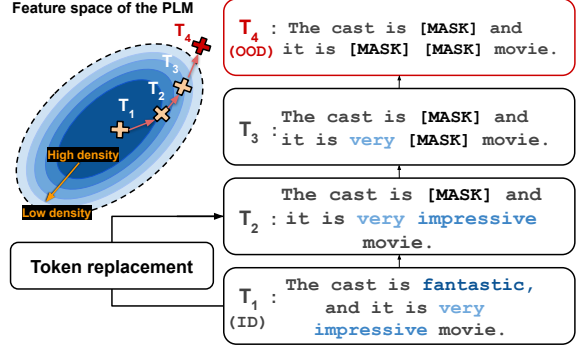 Feature space of the PLM
T4
T3
T2
T1
High density
Low density
Token replacement
T4 : The cast is [MASK] and
(OOD) it is [MASK] [MASK] movie.
T3 : The cast is [MASK] and
it is very [MASK] movie.
The cast is [MASK] and
T2 : it is very impressive
movie.
T1 : The cast is fantastic,
(ID) and it is very
impressive movie.